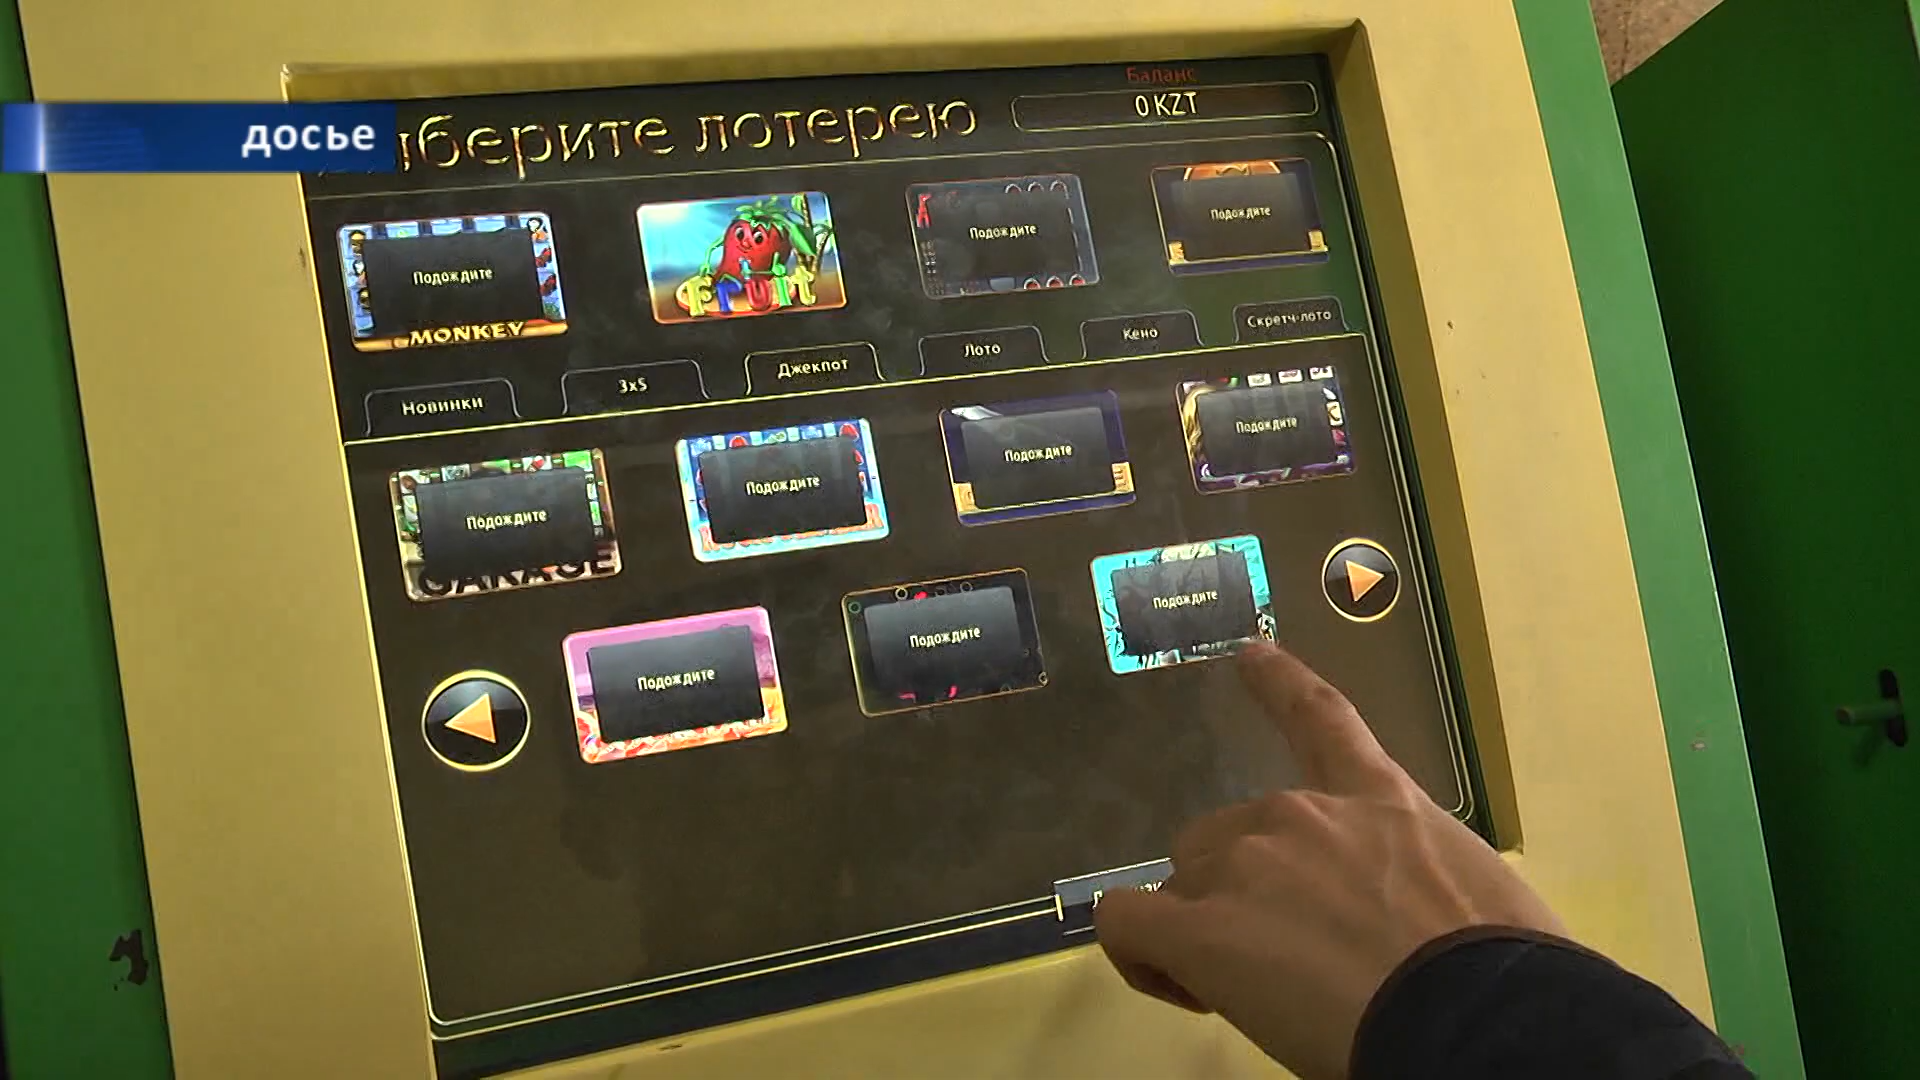 досье
Баланс
0 KZT
лотерею
Подождите
MONKEY
Fruit
Подождите
Подождите
Новинки
3x5
Джекпот
Лото
Кено
Скретч-лото
Подождите
GARAGE
Подождите
Подождите
Подождите
Подождите
Подождите
Подождите